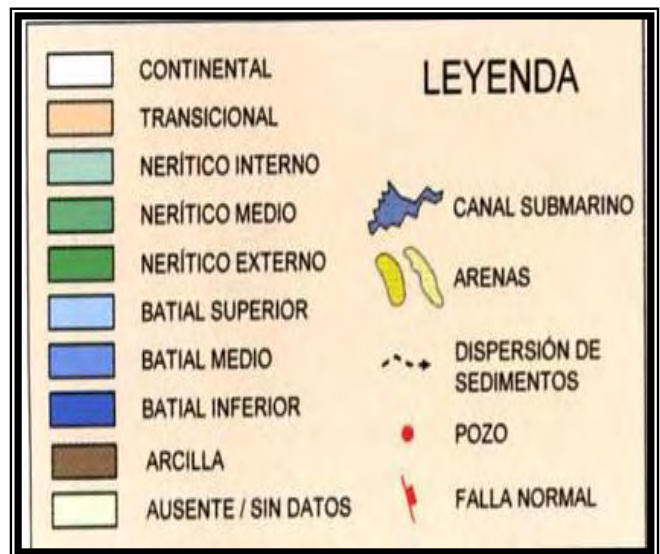 LEYENDA
CONTINENTAL
TRANSICIONAL
NERÍTICO INTERNO
NERÍTICO MEDIO
NERÍTICO EXTERNO
BATIAL SUPERIOR
BATIAL MEDIO
BATIAL INFERIOR
ARCILLA
AUSENTE / SIN DATOS
CANAL SUBMARINO
ARENAS
DISPERSIÓN DE
SEDIMENTOS
POZO
FALLA NORMAL